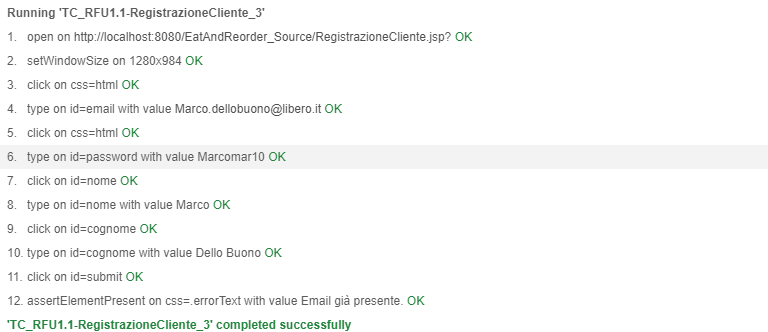 Running 'TC_RFU1.1-RegistrazioneCliente_3'
1. open on http://localhost:8080/EatAndReorder_Source/RegistrazioneCliente.jsp? OK
2. setWindowSize on 1280x984 OK
3. click on css=html OK
4. type on id=email with value Marco.dellobuono@libero.it OK
5. click on css=html OK
6. type on id=password with value Marcomar10 OK
7. click on id=nome OK
8. type on id=nome with value Marco OK
9. click on id=cognome OK
10. type on id=cognome with value Dello Buono OK
11. click on id=submit OK
12. assertElementPresent on css=.errorText with value Email già presente. OK
'TC_RFU1.1-RegistrazioneCliente_3' completed successfully